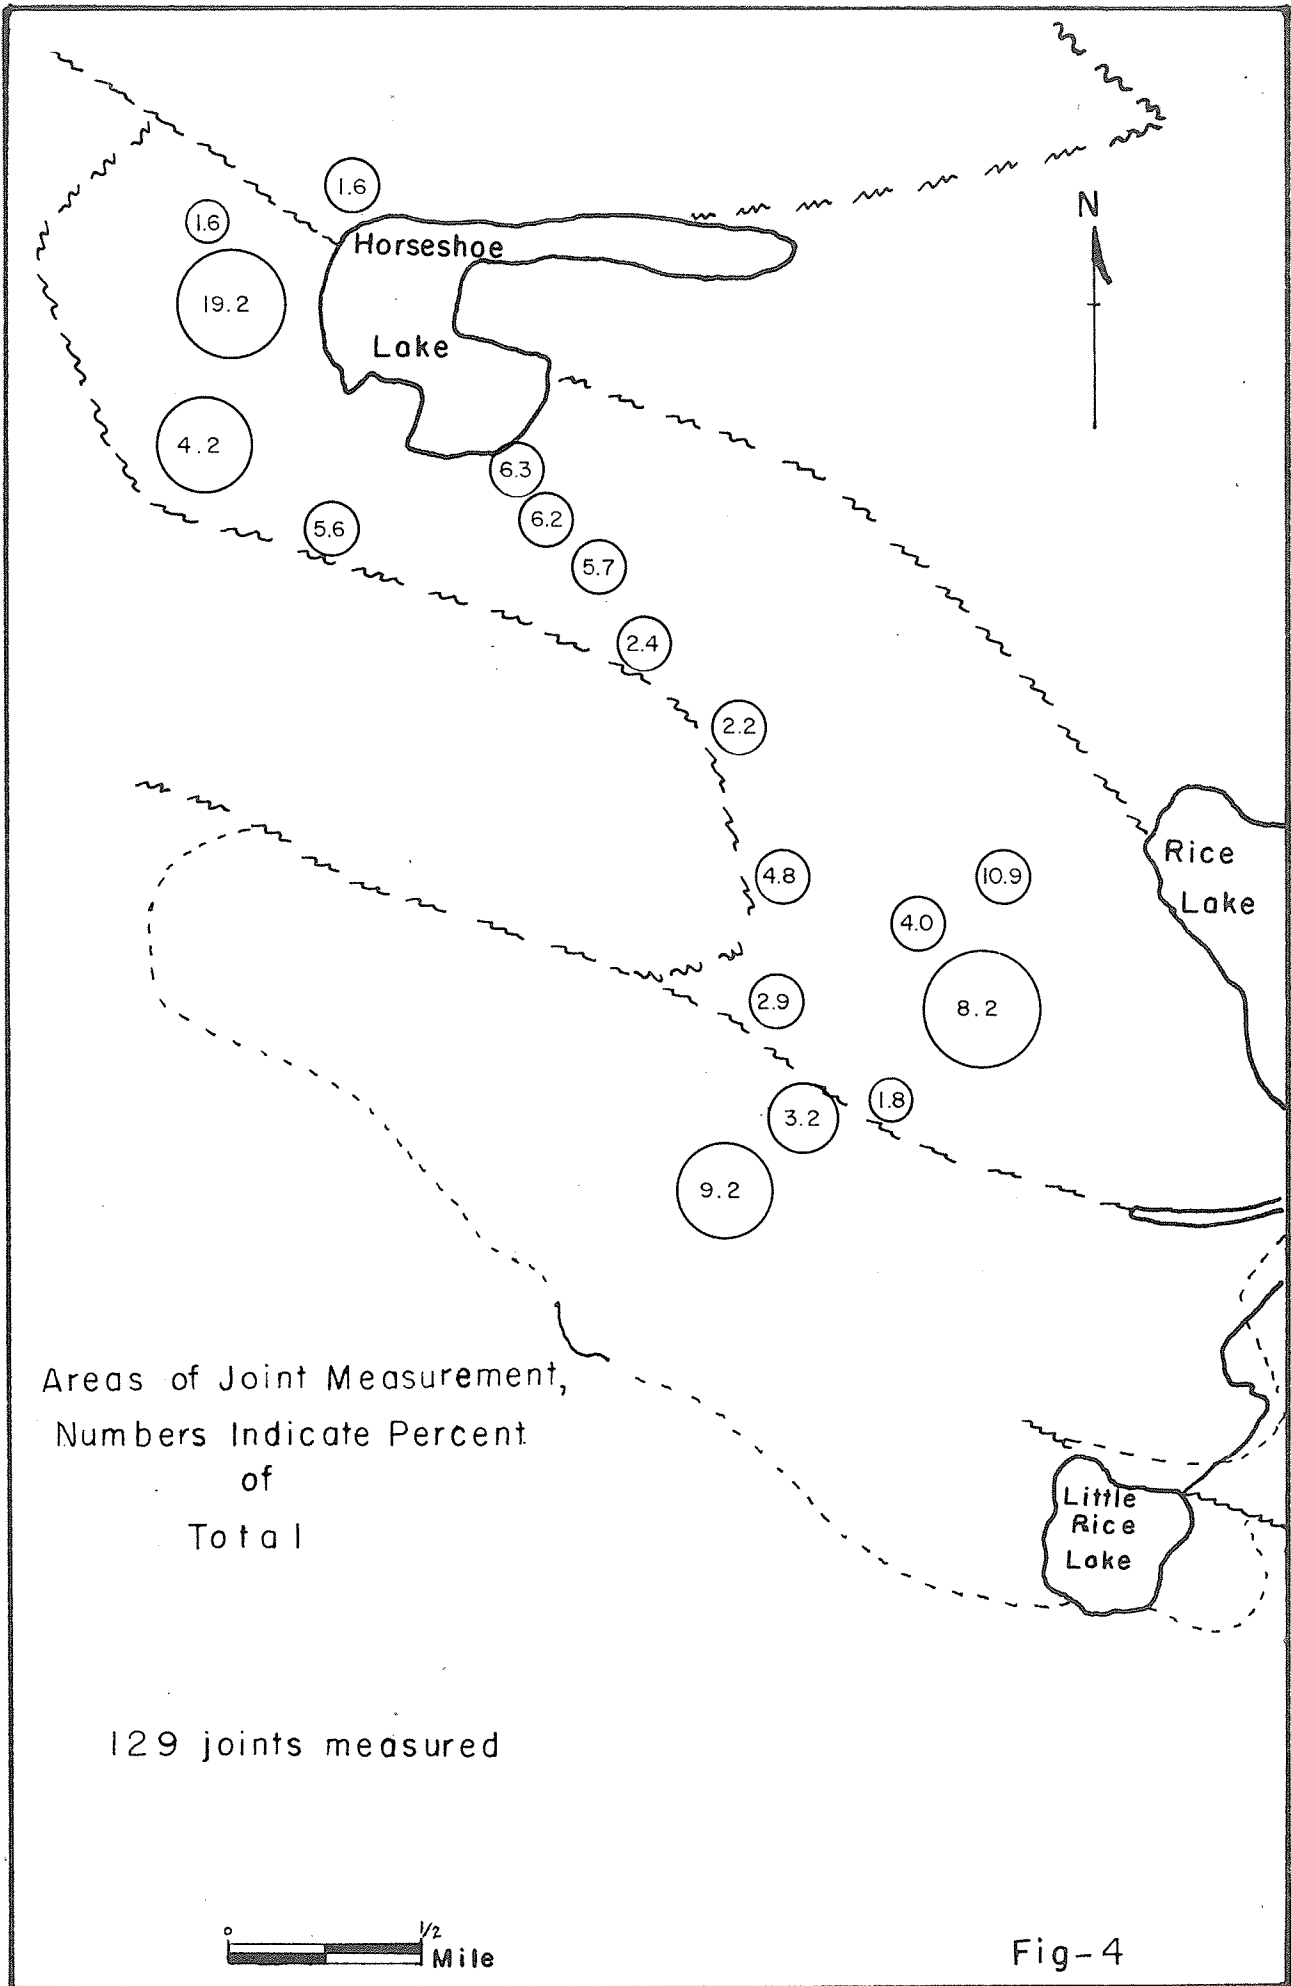 N
1.6
1.6
Horseshoe
19.2
Lake
4.2
6.3
6.2
5.6
5.7
2.4
2.2
Rice
4.8
10.9
Lake
4.0
2.9
8.2
1.8
3.2
9.2
Areas of Joint Measurement,
Numbers Indicate Percent
of
Total
Little
Rice
Lake
129 joints measured
0 1/2
Mile
Fig-4